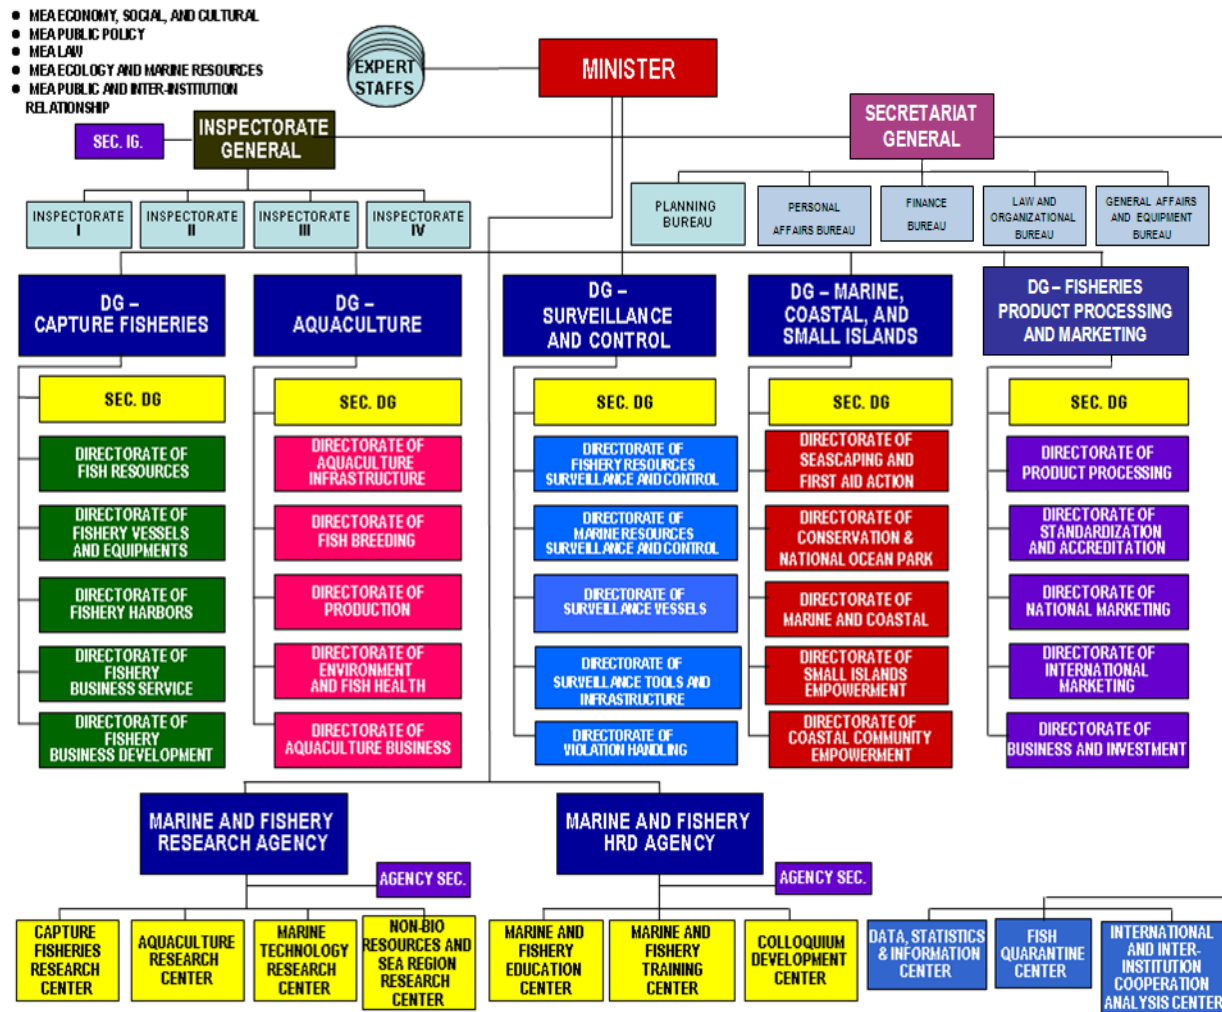 ● MEA ECONOMY, SOCIAL, AND CULTURAL
● MEA PUBLIC POLICY
● MEA LAW
● MEA ECOLOGY AND MARINE RESOURCES
● MEA PUBLIC AND INTER-INSTITUTION
RELATIONSHIP
EXPERT
STAFFS
MINISTER
SEC. IG.
INSPECTORATE
GENERAL
SECRETARIAT
GENERAL
INSPECTORATE
I
INSPECTORATE
II
INSPECTORATE
III
INSPECTORATE
IV
PLANNING
BUREAU
PERSONAL
AFFAIRS BUREAU
FINANCE
BUREAU
LAW AND
ORGANIZATIONAL
BUREAU
GENERAL AFFAIRS
AND EQUIPMENT
BUREAU
DG –
CAPTURE FISHERIES
DG –
AQUACULTURE
DG –
SURVEILLANCE
AND CONTROL
DG – MARINE,
COASTAL, AND
SMALL ISLANDS
DG – FISHERIES
PRODUCT PROCESSING
AND MARKETING
SEC. DG
SEC. DG
SEC. DG
SEC. DG
SEC. DG
DIRECTORATE OF
FISH RESOURCES
DIRECTORATE OF
AQUACULTURE
INFRASTRUCTURE
DIRECTORATE OF
FISHERY RESOURCES
SURVEILLANCE AND CONTROL
DIRECTORATE OF
SEASCAPING AND
FIRST AID ACTION
DIRECTORATE OF
PRODUCT PROCESSING
DIRECTORATE OF
FISHERY VESSELS
AND EQUIPMENTS
DIRECTORATE OF
FISH BREEDING
DIRECTORATE OF
MARINE RESOURCES
SURVEILLANCE AND CONTROL
DIRECTORATE OF
CONSERVATION &
NATIONAL OCEAN PARK
DIRECTORATE OF
STANDARDIZATION
AND ACCREDITATION
DIRECTORATE OF
FISHERY HARBORS
DIRECTORATE OF
PRODUCTION
DIRECTORATE OF
SURVEILLANCE VESSELS
DIRECTORATE OF
MARINE AND COASTAL
DIRECTORATE OF
NATIONAL MARKETING
DIRECTORATE OF
FISHERY
BUSINESS SERVICE
DIRECTORATE OF
ENVIRONMENT
AND FISH HEALTH
DIRECTORATE OF
SURVEILLANCE TOOLS AND
INFRASTRUCTURE
DIRECTORATE OF
SMALL ISLANDS
EMPOWERMENT
DIRECTORATE OF
INTERNATIONAL
MARKETING
DIRECTORATE OF
FISHERY
BUSINESS DEVELOPMENT
DIRECTORATE OF
AQUACULTURE BUSINESS
DIRECTORATE OF
VIOLATION HANDLING
DIRECTORATE OF
COASTAL COMMUNITY
EMPOWERMENT
DIRECTORATE OF
BUSINESS AND INVESTMENT
MARINE AND FISHERY
RESEARCH AGENCY
MARINE AND FISHERY
HRD AGENCY
AGENCY SEC.
AGENCY SEC.
CAPTURE
FISHERIES
RESEARCH
CENTER
AQUACULTURE
RESEARCH
CENTER
MARINE
TECHNOLOGY
RESEARCH
CENTER
NON-BIO
RESOURCES AND
SEA REGION
RESEARCH
CENTER
MARINE AND
FISHERY
EDUCATION
CENTER
MARINE AND
FISHERY
TRAINING
CENTER
COLLOQUIUM
DEVELOPMENT
CENTER
DATA, STATISTICS
& INFORMATION
CENTER
FISH
QUARANTINE
CENTER
INTERNATIONAL
AND INTER-
INSTITUTION
COOPERATION
ANALYSIS CENTER